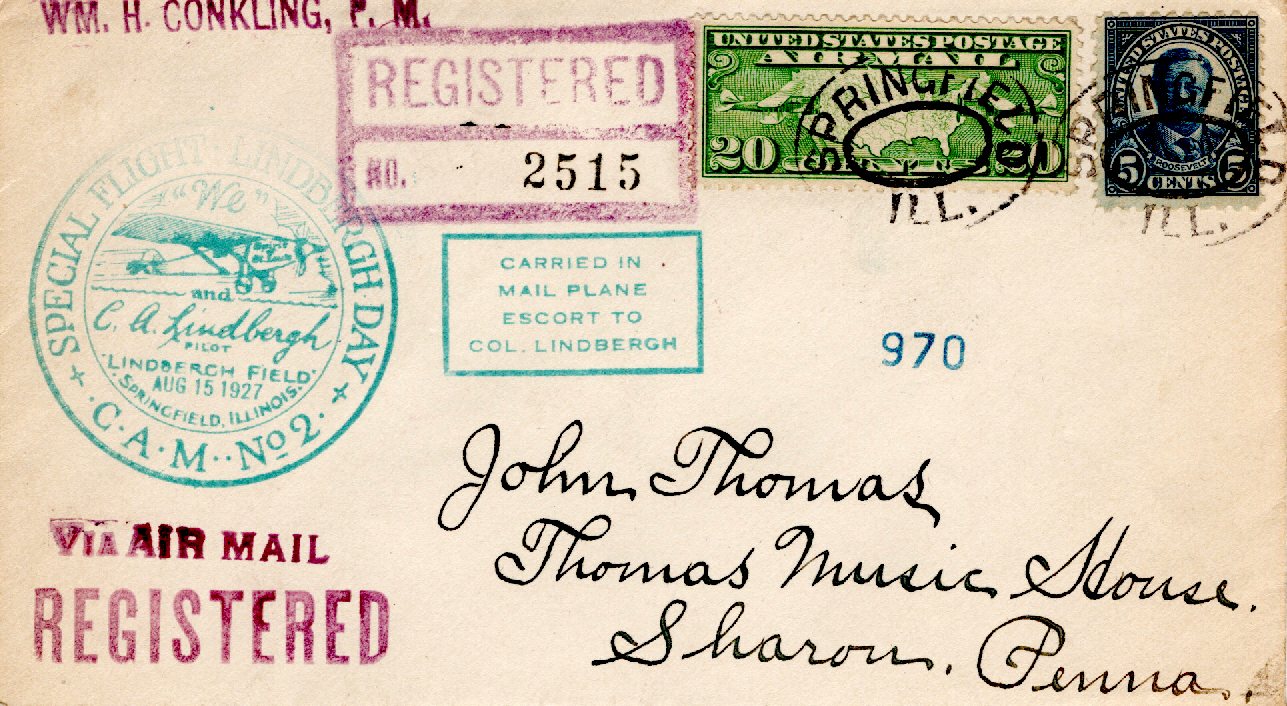 WM. H. CONKLING, P. M.
REGISTERED
NO. 2515
UNITED STATES POSTAGE
AIR MAIL
20 20
SPRINGFIELD
ILL.
UNITED STATES POSTAGE
ROOSEVELT
5 CENTS 5
SPRINGFIELD
ILL.
SPECIAL FLIGHT LINDBERGH DAY
"We"
and
C. A. Lindbergh
PILOT
LINDBERGH FIELD
AUG 15 1927
SPRINGFIELD, ILLINOIS.
C.A.M. No 2.
CARRIED IN
MAIL PLANE
ESCORT TO
COL. LINDBERGH
970
John Thomas
Thomas Music House.
Sharon, Penna.
VIA AIR MAIL
REGISTERED